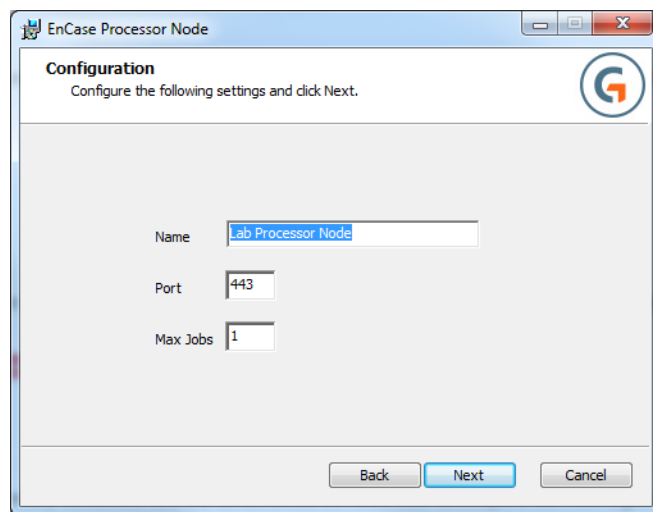 EnCase Processor Node
Configuration
Configure the following settings and click Next.
Name Lab Processor Node
Port 443
Max Jobs 1
Back Next Cancel